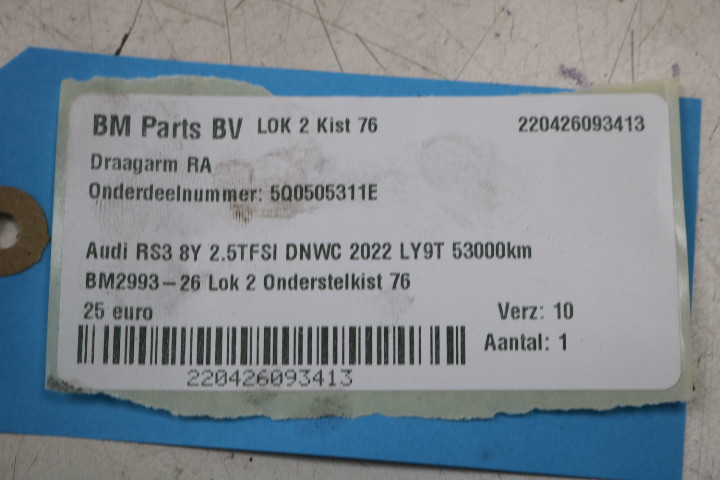 BM Parts BV LOK 2 Kist 76 220426093413
Draagarm RA
Onderdeelnummer: 5Q0505311E
Audi RS3 8Y 2.5TFSI DNWC 2022 LY9T 53000km
BM2993-26 Lok 2 Onderstelkist 76
25 euro Verz: 10
Aantal: 1
220426093413